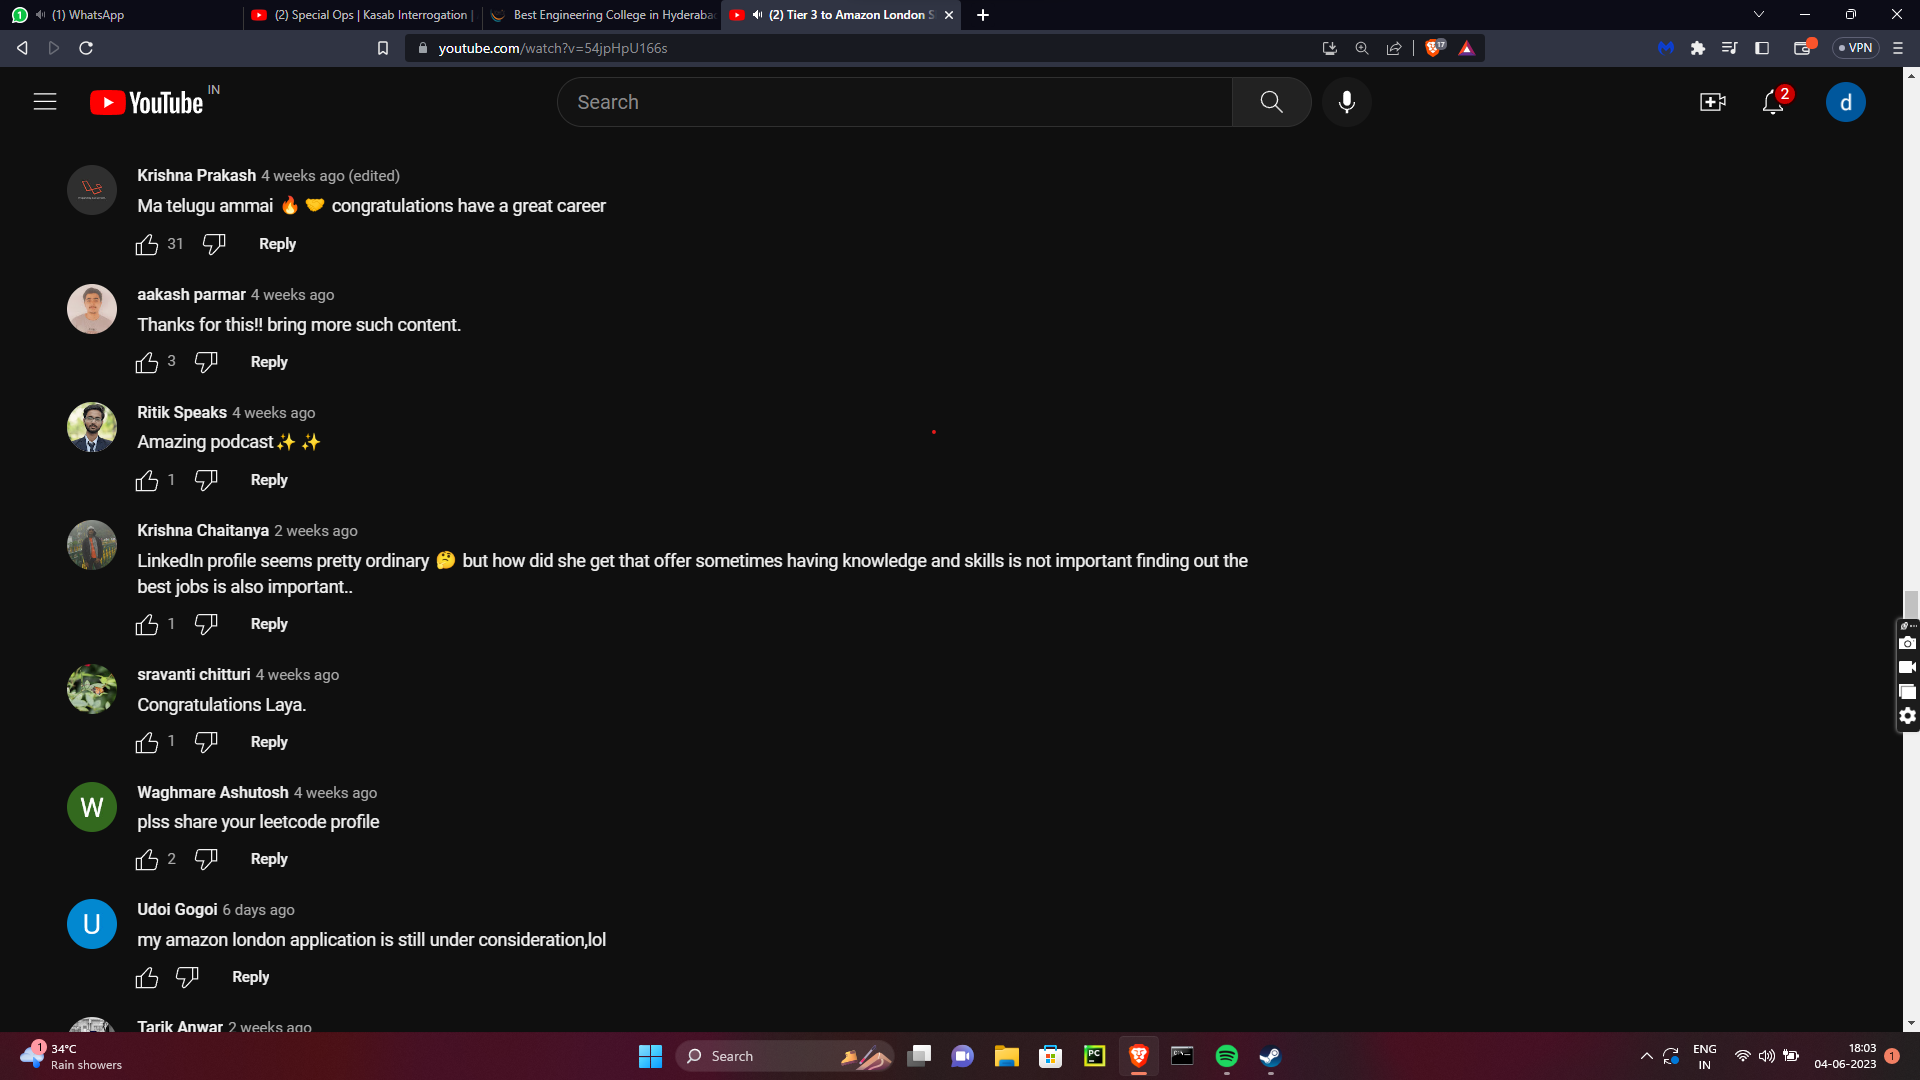 (1) WhatsApp
(2) Special Ops | Kasab Interrogation |
Best Engineering College in Hyderaba
(2) Tier 3 to Amazon London S
youtube.com/watch?v=54jpHpU166s
17
VPN
YouTube IN
Search
2
d
Krishna Prakash 4 weeks ago (edited)
Ma telugu ammai 🔥 🤝 congratulations have a great career
31 Reply
aakash parmar 4 weeks ago
Thanks for this!! bring more such content.
3 Reply
Ritik Speaks 4 weeks ago
Amazing podcast✨ ✨
1 Reply
Krishna Chaitanya 2 weeks ago
LinkedIn profile seems pretty ordinary 🤔 but how did she get that offer sometimes having knowledge and skills is not important finding out the
best jobs is also important..
1 Reply
sravanti chitturi 4 weeks ago
Congratulations Laya.
1 Reply
W
Waghmare Ashutosh 4 weeks ago
plss share your leetcode profile
2 Reply
U
Udoi Gogoi 6 days ago
my amazon london application is still under consideration,lol
Reply
Tarik Anwar 2 weeks ago
1
34°C
Rain showers
Search
PC
ENG
IN
18:03
04-06-2023
1